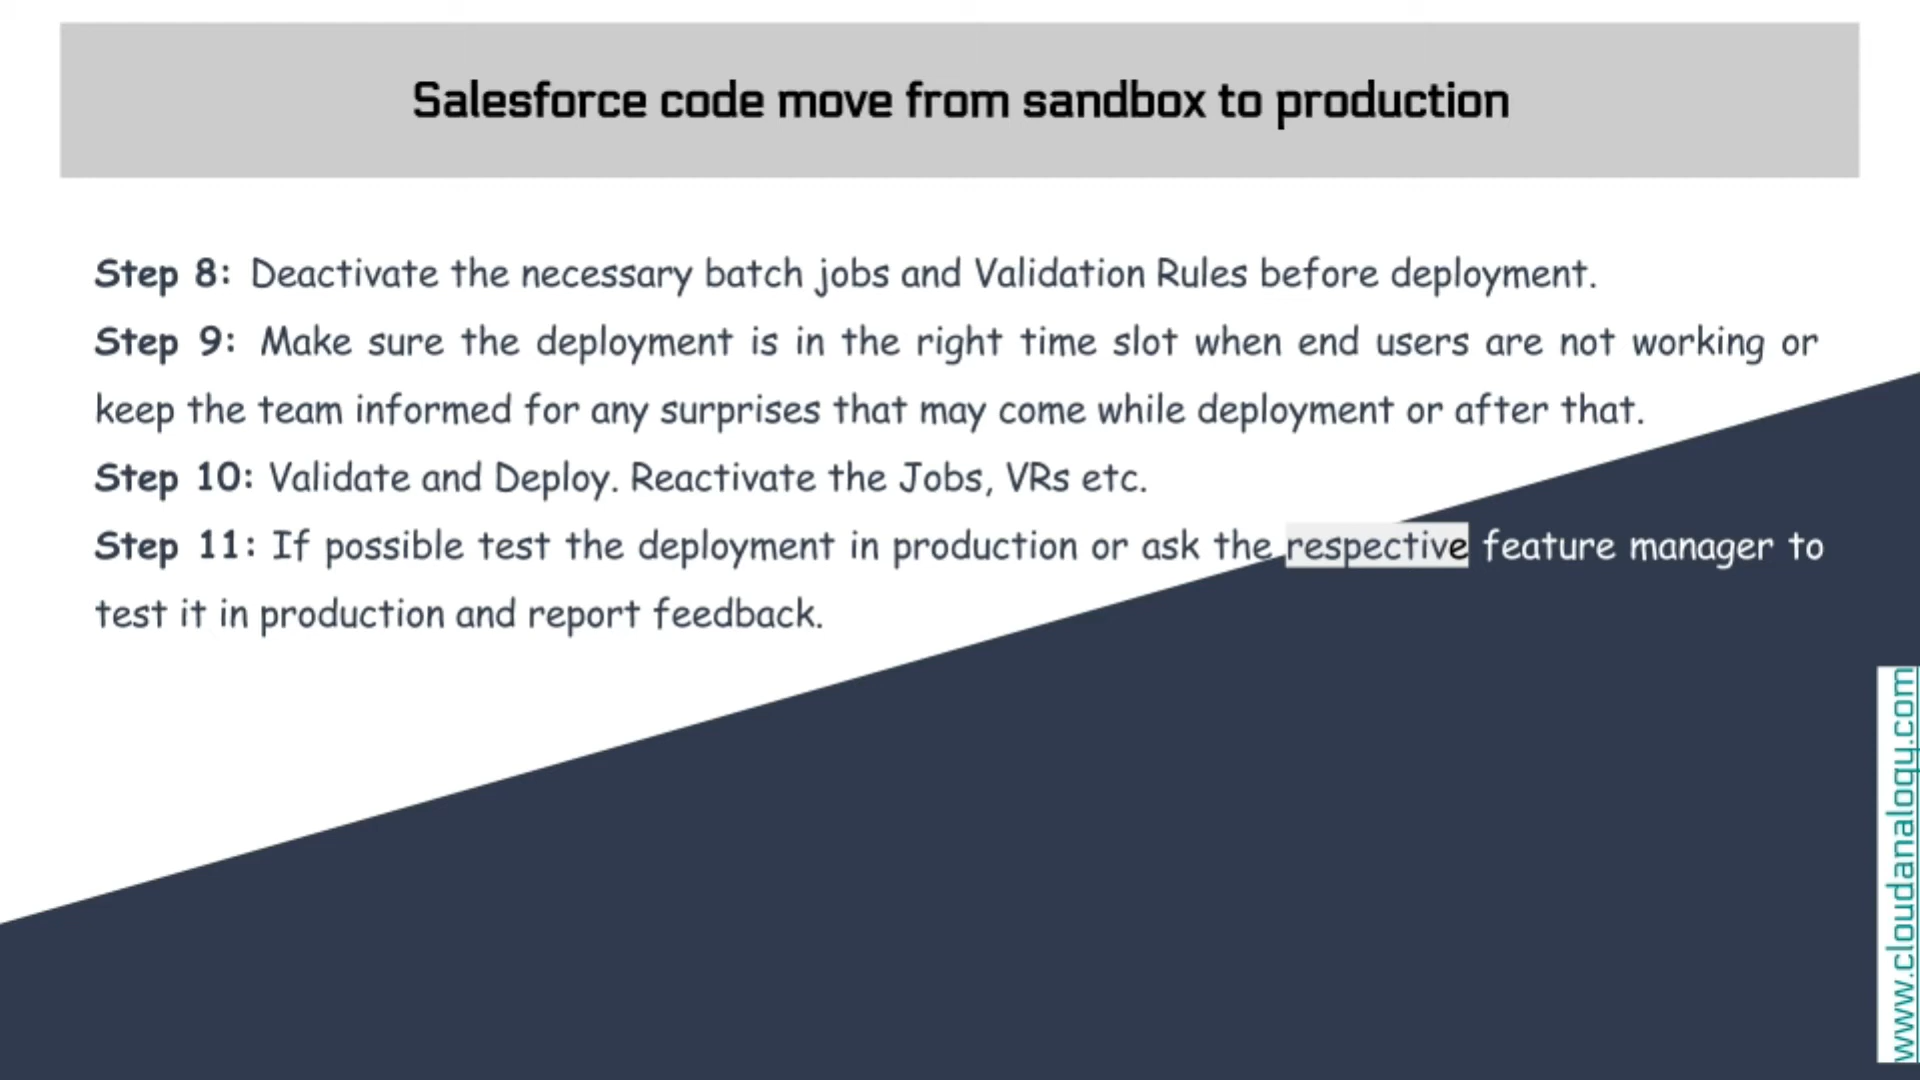 Salesforce code move from sandbox to production
Step 8: Deactivate the necessary batch jobs and Validation Rules before deployment.
Step 9: Make sure the deployment is in the right time slot when end users are not working or
keep the team informed for any surprises that may come while deployment or after that.
Step 10: Validate and Deploy. Reactivate the Jobs, VRs etc.
Step 11: If possible test the deployment in production or ask the respective feature manager to
test it in production and report feedback.
www.cloudanalogy.com